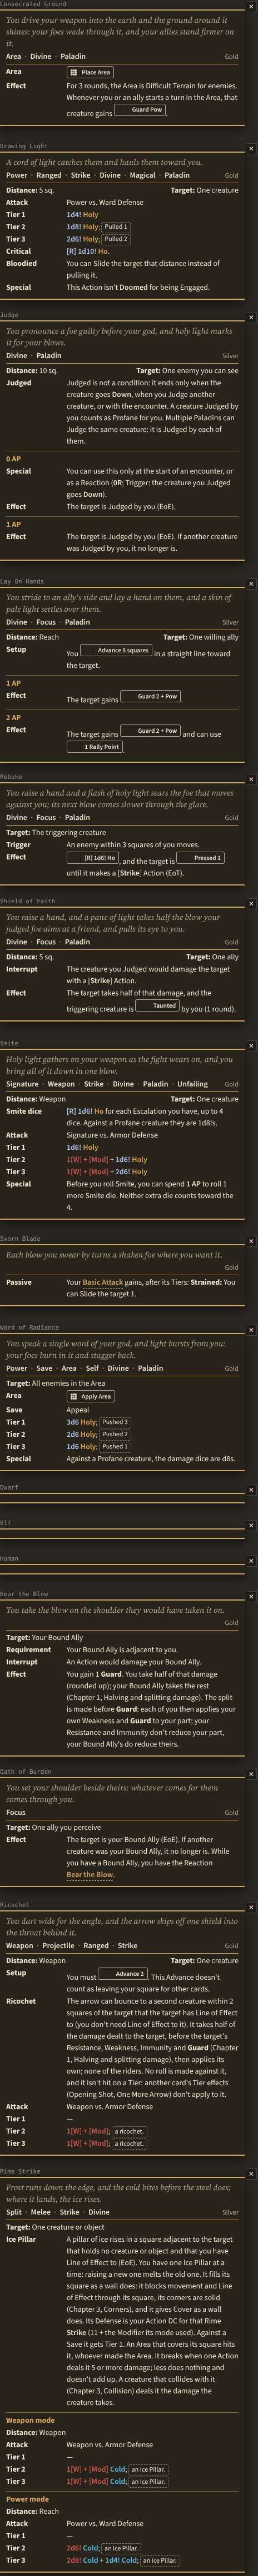 Consecrated Ground
You drive your weapon into the earth and the ground around it
shines: your foes wade through it, and your allies stand firmer on
it.
Area · Divine · Paladin Gold
Area Place Area
Effect For 3 rounds, the Area is Difficult Terrain for enemies.
Whenever you or an ally starts a turn in the Area, that
creature gains Guard Pow.
Drawing Light
A cord of light catches them and hauls them toward you.
Power · Ranged · Strike · Divine · Magical · Paladin Gold
Distance: 5 sq. Target: One creature
Attack Power vs. Ward Defense
Tier 1 1d4! Holy
Tier 2 1d8! Holy; Pulled 1
Tier 3 2d6! Holy; Pulled 2
Critical [R] 1d10! Ho.
Bloodied You can Slide the target that distance instead of
pulling it.
Special This Action isn't Doomed for being Engaged.
Judge
You pronounce a foe guilty before your god, and holy light marks
it for your blows.
Divine · Paladin Silver
Distance: 10 sq. Target: One enemy you can see
Judged Judged is not a condition: it ends only when the
creature goes Down, when you Judge another
creature, or with the encounter. A creature Judged
by you counts as Profane for you. Multiple Paladins can
Judge the same creature: it is Judged by each of
them.
0 AP
Special You can use this only at the start of an encounter, or
as a Reaction (0R; Trigger: the creature you Judged
goes Down).
Effect The target is Judged by you (EoE).
1 AP
Effect The target is Judged by you (EoE). If another creature
was Judged by you, it no longer is.
Lay On Hands
You stride to an ally's side and lay a hand on them, and a skin of
pale light settles over them.
Divine · Focus · Paladin Silver
Distance: Reach Target: One willing ally
Setup You Advance 5 squares in a straight line toward
the target.
1 AP
Effect The target gains Guard 2 + Pow.
2 AP
Effect The target gains Guard 2 + Pow and can use
1 Rally Point.
Rebuke
You raise a hand and a flash of holy light sears the foe that moves
against you; its next blow comes slower through the glare.
Divine · Focus · Paladin Gold
Target: The triggering creature
Trigger An enemy within 3 squares of you moves.
Effect [R] 1d6! Ho, and the target is Pressed 1
until it makes a [Strike] Action (EoT).
Shield of Faith
You raise a hand, and a pane of light takes half the blow your
judged foe aims at a friend, and pulls its eye to you.
Divine · Focus · Paladin Gold
Distance: 5 sq. Target: One ally
Interrupt The creature you Judged would damage the target
with a [Strike] Action.
Effect The target takes half of that damage, and the
triggering creature is Taunted by you (1 round).
Smite
Holy light gathers on your weapon as the fight wears on, and you
bring all of it down in one blow.
Signature · Weapon · Strike · Divine · Paladin · Unfailing Gold
Distance: Weapon Target: One creature
Smite dice [R] 1d6! Ho for each Escalation you have, up to 4
dice. Against a Profane creature they are 1d8!s.
Attack Signature vs. Armor Defense
Tier 1 1d6! Holy
Tier 2 1[W] + [Mod] + 1d6! Holy
Tier 3 1[W] + [Mod] + 2d6! Holy
Special Before you roll Smite, you can spend 1 AP to roll 1
more Smite die. Neither extra die counts toward the
4.
Sworn Blade
Each blow you swear by turns a shaken foe where you want it.
Gold
Passive Your Basic Attack gains, after its Tiers: Strained: You
can Slide the target 1.
Word of Radiance
You speak a single word of your god, and light bursts from you:
your foes burn in it and stagger back.
Power · Save · Area · Self · Divine · Paladin Gold
Target: All enemies in the Area
Area Apply Area
Save Appeal
Tier 1 3d6 Holy; Pushed 3
Tier 2 2d6 Holy; Pushed 2
Tier 3 1d6 Holy; Pushed 1
Special Against a Profane creature, the damage dice are d8s.
Dwarf
Elf
Human
Bear the Blow
You take the blow on the shoulder they would have taken it on.
Gold
Target: Your Bound Ally
Requirement Your Bound Ally is adjacent to you.
Interrupt An Action would damage your Bound Ally.
Effect You gain 1 Guard. You take half of that damage
(rounded up); your Bound Ally takes the rest
(Chapter 1, Halving and splitting damage). The split
is made before Guard: each of you then applies your
own Weakness and Guard to your part; your
Resistance and Immunity don't reduce your part,
your Bound Ally's do reduce theirs.
Oath of Burden
You set your shoulder beside theirs: whatever comes for them
comes through you.
Focus Gold
Target: One ally you perceive
Effect The target is your Bound Ally (EoE). If another
creature was your Bound Ally, it no longer is. While
you have a Bound Ally, you have the Reaction
Bear the Blow.
Ricochet
You dart wide for the angle, and the arrow skips off one shield into
the throat behind it.
Weapon · Projectile · Ranged · Strike Gold
Distance: Weapon Target: One creature
Setup You must Advance 2. This Advance doesn't
count as leaving your square for other cards.
Ricochet The arrow can bounce to a second creature within 2
squares of the target that the target has Line of Effect
to (you don't need Line of Effect to it). It takes half of
the damage dealt to the target, before the target's
Resistance, Weakness, Immunity and Guard (Chapter
1, Halving and splitting damage), then applies its
own; none of the riders. No roll is made against it,
and it isn't hit on a Tier: another card's Tier effects
(Opening Shot, One More Arrow) don't apply to it.
Attack Weapon vs. Armor Defense
Tier 1 —
Tier 2 1[W] + [Mod]; a ricochet.
Tier 3 1[W] + [Mod]; a ricochet.
Rime Strike
Frost runs down the edge, and the cold bites before the steel does;
where it lands, the ice rises.
Split · Melee · Strike · Divine Silver
Target: One creature or object
Ice Pillar A pillar of ice rises in a square adjacent to the target
that holds no creature or object and that you have
Line of Effect to (EoE). You have one Ice Pillar at a
time: raising a new one melts the old one. It fills its
square as a wall does: it blocks movement and Line
of Effect through its square, its corners are solid
(Chapter 3, Corners), and it gives Cover as a wall
does. Its Defense is your Action DC for that Rime
Strike (11 + the Modifier its mode used). Against a
Save it gets Tier 1. An Area that covers its square hits
it, whoever made the Area. It breaks when one Action
deals it 5 or more damage; less does nothing and
doesn't add up. A creature that collides with it
(Chapter 3, Collision) deals it the damage the
creature takes.
Weapon mode
Distance: Weapon
Attack Weapon vs. Armor Defense
Tier 1 —
Tier 2 1[W] + [Mod] Cold; an Ice Pillar.
Tier 3 1[W] + [Mod] Cold; an Ice Pillar.
Power mode
Distance: Reach
Attack Power vs. Ward Defense
Tier 1 —
Tier 2 2d6! Cold; an Ice Pillar.
Tier 3 2d8! Cold + 1d4! Cold; an Ice Pillar.